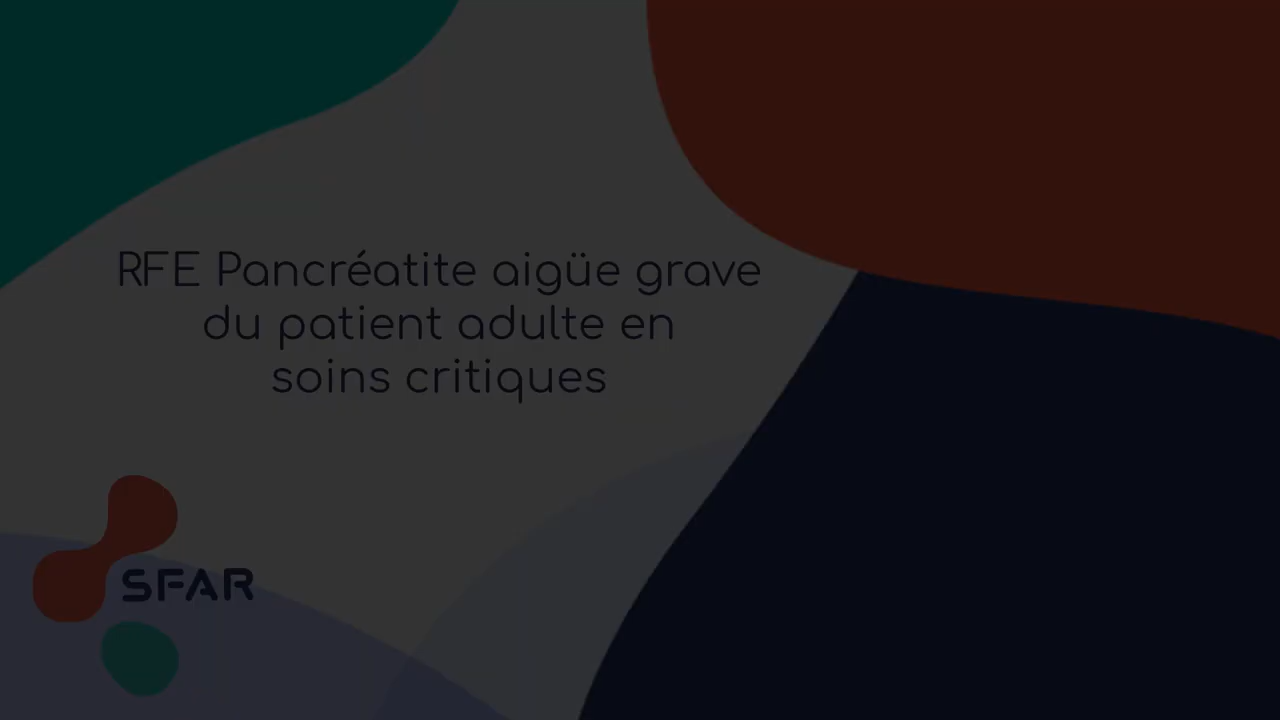 RFE Pancréatite aigüe grave
du patient adulte en
soins critiques
SFAR